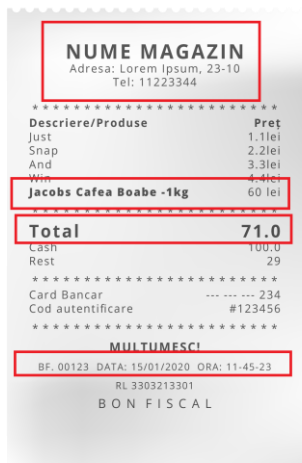 NUME MAGAZIN
Adresa: Lorem Ipsum, 23-10
Tel: 11223344
* * * * * * * * * * * * * * * * * * * * * * * *
Descriere/Produse Preț
Just 1.1lei
Snap 2.2lei
And 3.3lei
Win 4.4lei
Jacobs Cafea Boabe -1kg 60 lei
* * * * * * * * * * * * * * * * * * * * * * * *
Total 71.0
Cash 100.0
Rest 29
* * * * * * * * * * * * * * * * * * * * * * * *
Card Bancar --- --- --- 234
Cod autentificare #123456
* * * * * * * * * * * * * * * * * * * * * * * *
MULTUMESC!
BF. 00123 DATA: 15/01/2020 ORA: 11-45-23
RL 3303213301
BON FISCAL